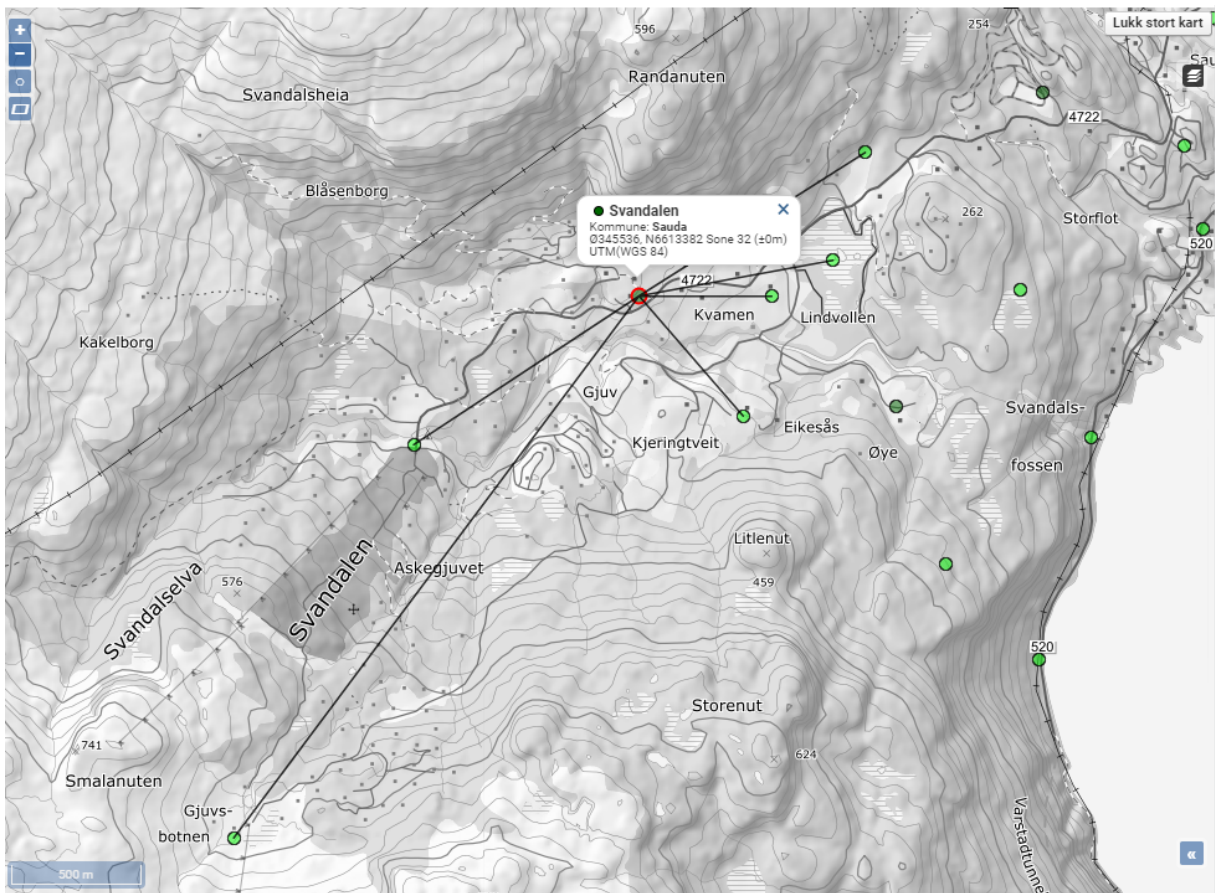 +
−
Lukk stort kart
596
254
Sau
Randanuten
Svandalsheia
4722
Blåsenborg
Svandalen
Kommune: Sauda
Ø345536, N6613382 Sone 32 (±0m)
UTM(WGS 84)
262
Storflot
520
4722
Kvamen
Lindvollen
Kakelborg
Gjuv
Svandals-
fossen
Kjeringtveit
Eikesås
Øye
Litlenut
459
Askegjuvet
Svandalen
Svandalselva
576
520
Storenut
624
741
Smalanuten
Gjuvs-
botnen
Varstadtunne
500 m
«